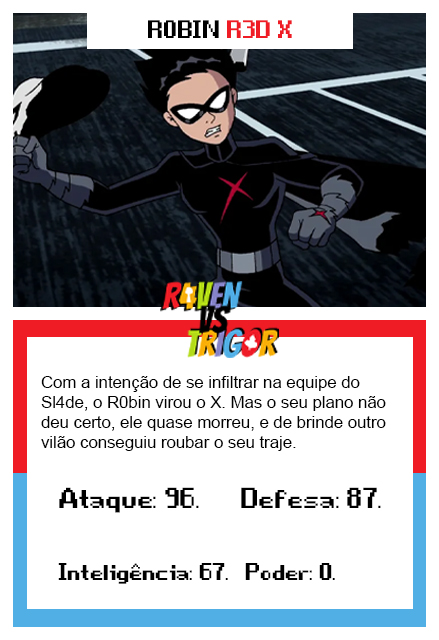 R0BIN R3D X
R4VEN
VS
TRIGOR
Com a intenção de se infiltrar na equipe do
Sl4de, o R0bin virou o X. Mas o seu plano não
deu certo, ele quase morreu, e de brinde outro
vilão conseguiu roubar o seu traje.
Ataque: 96. Defesa: 87.
Inteligência: 67. Poder: 0.